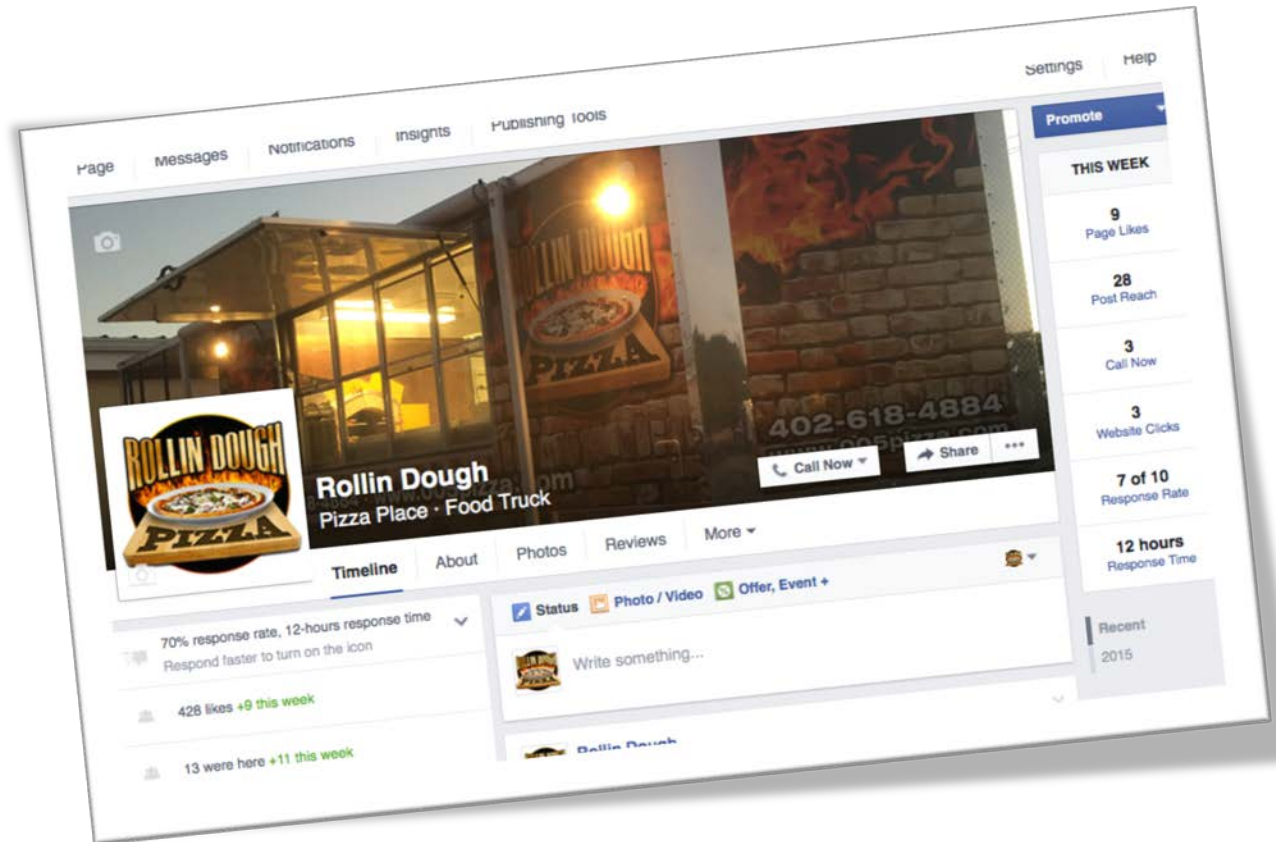 Page Messages Notifications Insights Publishing Tools Settings Help
Promote
THIS WEEK
9
Page Likes
28
Post Reach
3
Call Now
3
Website Clicks
7 of 10
Response Rate
12 hours
Response Time
Recent
2015
ROLLIN DOUGH
PIZZA
402-618-4884
ROLLIN DOUGH
PIZZA
Rollin Dough
Pizza Place · Food Truck
Call Now
Share
Timeline About Photos Reviews More
70% response rate, 12-hours response time
Respond faster to turn on the icon
428 likes +9 this week
13 were here +11 this week
Status Photo / Video Offer, Event +
Write something...
Rollin Dough